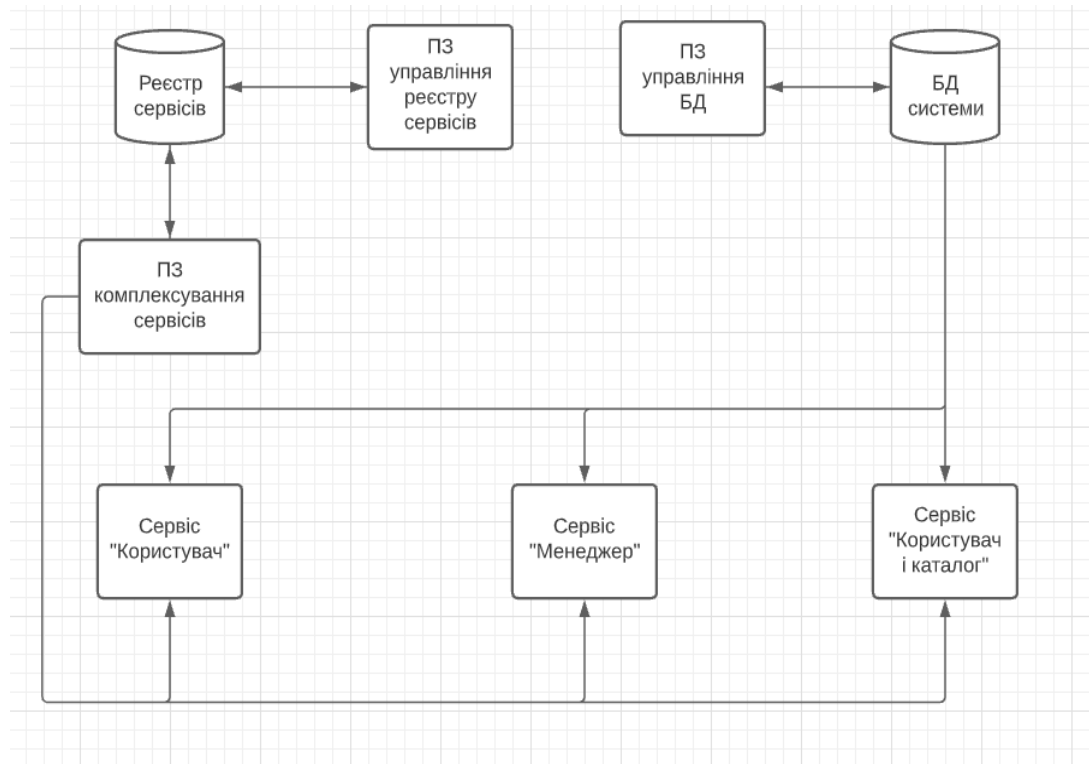 Реєстр
сервісів
ПЗ
управління
реєстру
сервісів
ПЗ
управління
БД
БД
системи
ПЗ
комплексування
сервісів
Сервіс
"Користувач"
Сервіс
"Менеджер"
Сервіс
"Користувач
і каталог"